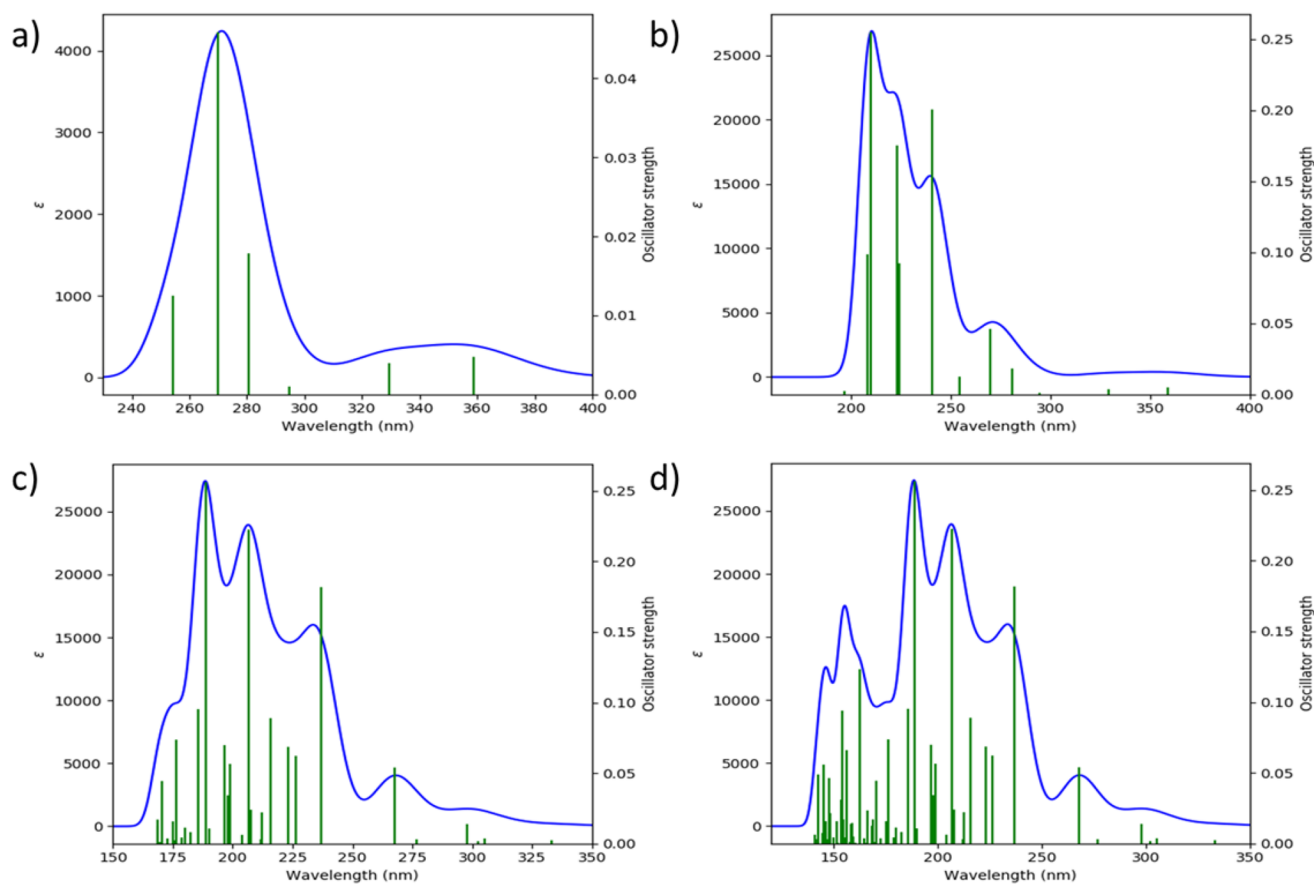 a)
4000
3000
2000
1000
0
ε
0.04
0.03
0.02
0.01
0.00
Oscillator strength
240 260 280 300 320 340 360 380 400
Wavelength (nm)
b)
25000
20000
15000
10000
5000
0
ε
0.25
0.20
0.15
0.10
0.05
0.00
Oscillator strength
200 250 300 350 400
Wavelength (nm)
c)
25000
20000
15000
10000
5000
0
ε
0.25
0.20
0.15
0.10
0.05
0.00
Oscillator strength
150 175 200 225 250 275 300 325 350
Wavelength (nm)
d)
25000
20000
15000
10000
5000
0
ε
0.25
0.20
0.15
0.10
0.05
0.00
Oscillator strength
150 200 250 300 350
Wavelength (nm)